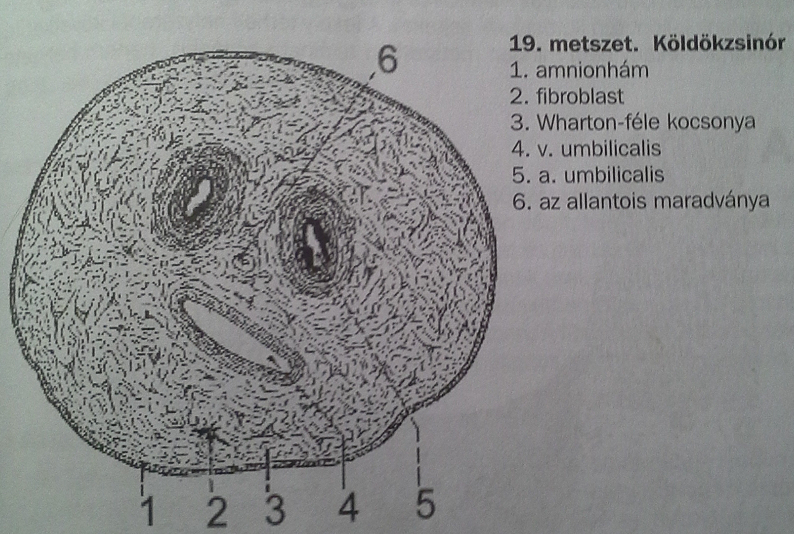 19. metszet. Köldökzsinór
1. amnionhám
2. fibroblast
3. Wharton-féle kocsonya
4. v. umbilicalis
5. a. umbilicalis
6. az allantois maradványa
6
1 2 3 4 5